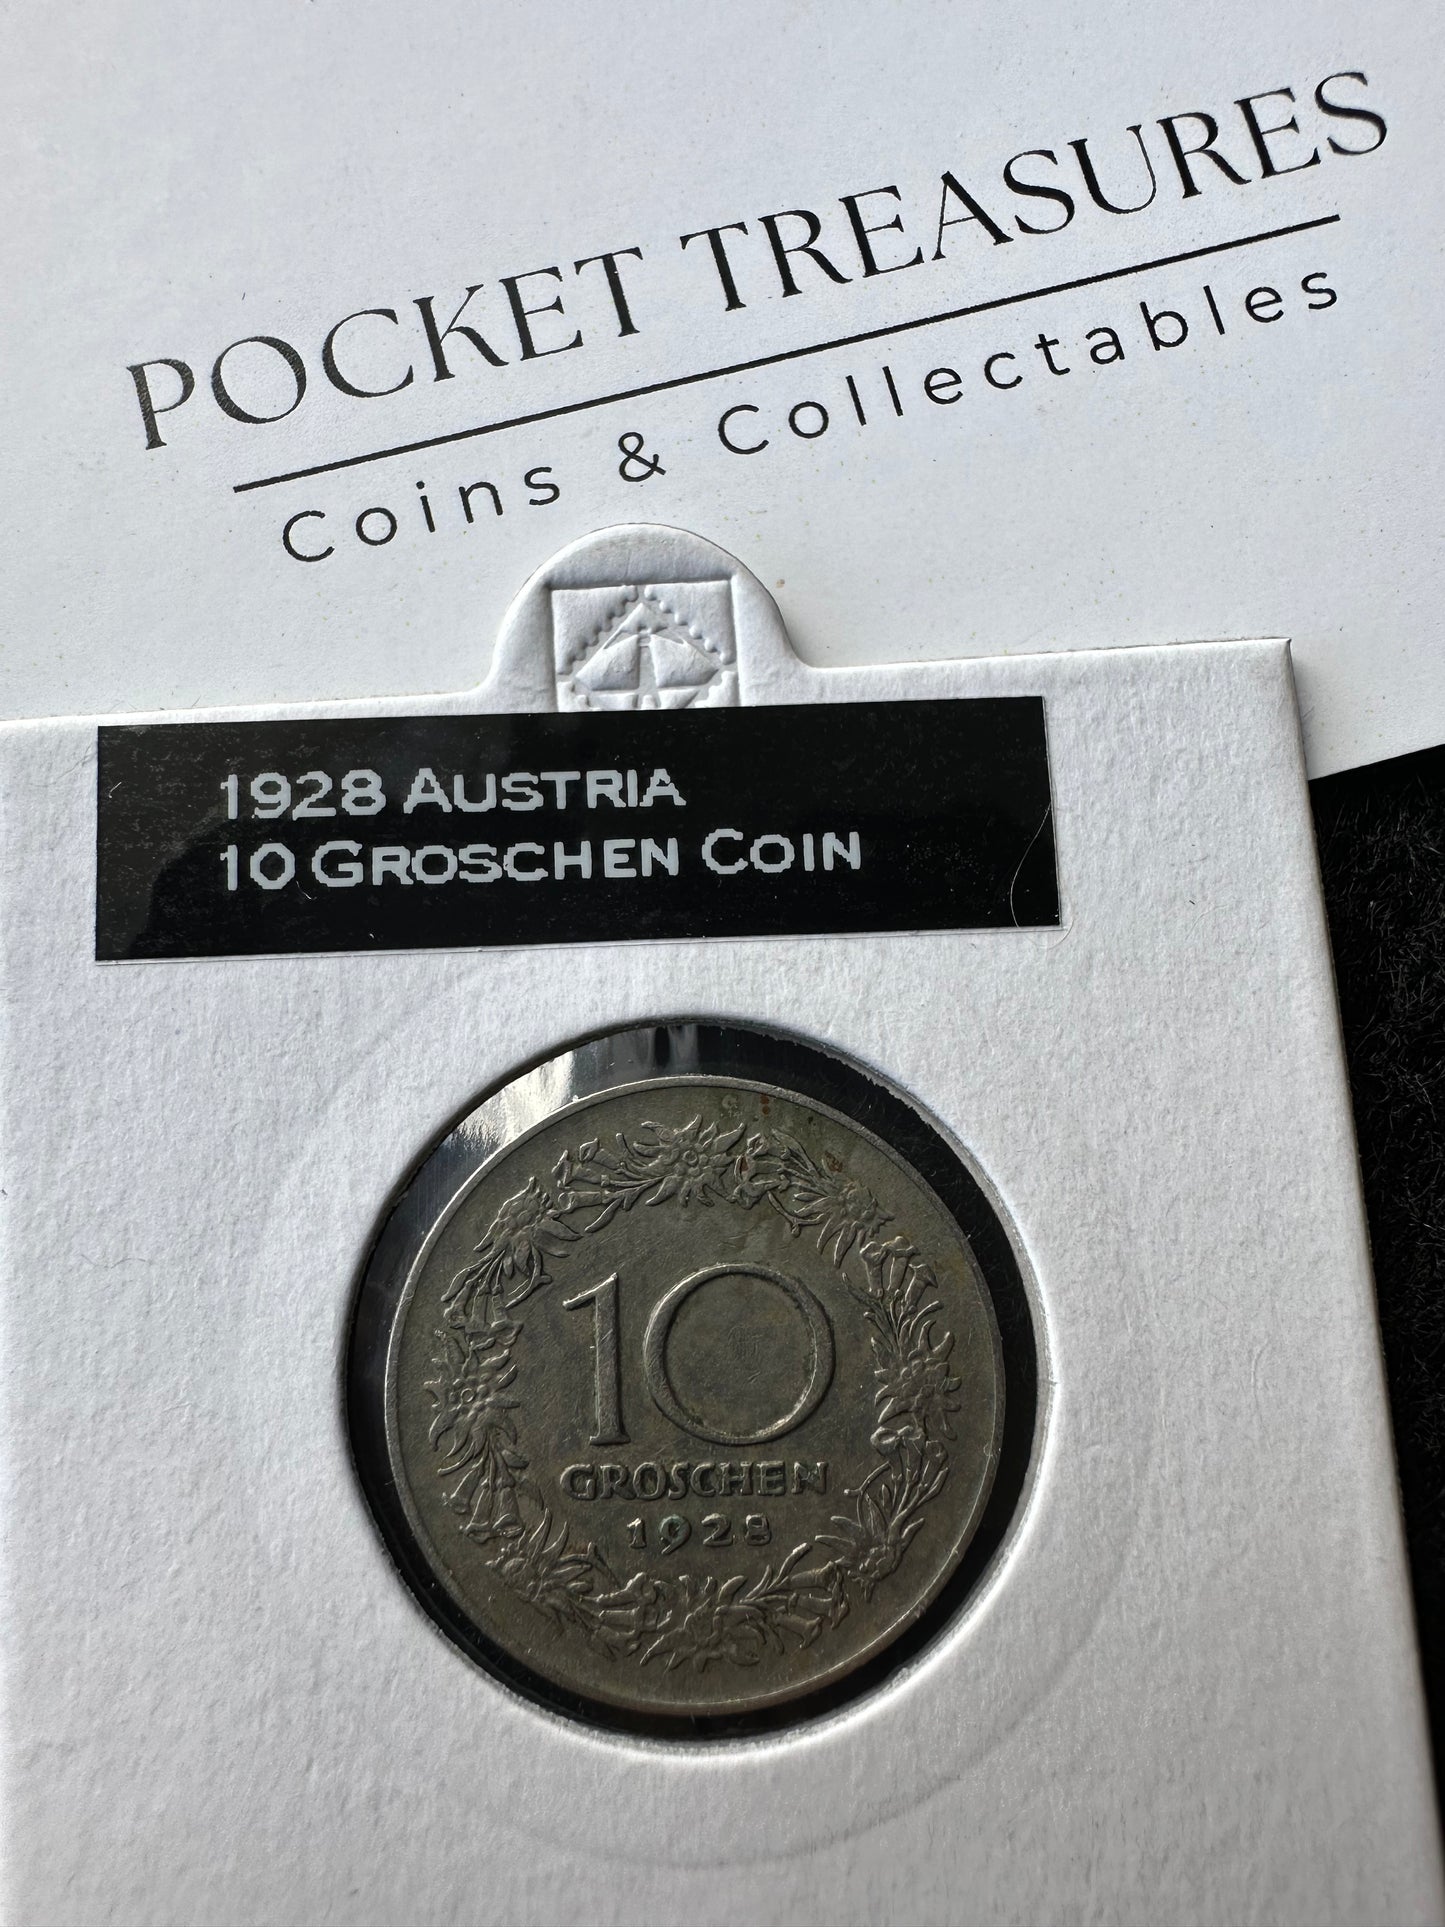 POCKET TREASURES
Coins & Collectables
1928 AUSTRIA
10 GROSCHEN COIN
10
GROSCHEN
1928